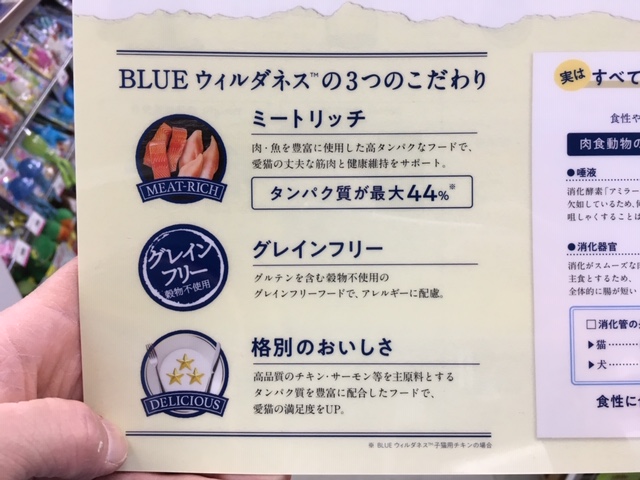 BLUE ウィルダネス™の3つのこだわり
MEAT-RICH
ミートリッチ
肉・魚を豊富に使用した高タンパクなフードで、
愛猫の丈夫な筋肉と健康維持をサポート。
タンパク質が最大44%※
グレイン
フリー
穀物不使用
グレインフリー
グルテンを含む穀物不使用の
グレインフリーフードで、アレルギーに配慮。
DELICIOUS
格別のおいしさ
高品質のチキン・サーモン等を主原料とする
タンパク質を豊富に配合したフードで、
愛猫の満足度をUP。
※ BLUE ウィルダネス™子猫用チキンの場合
実は すべて
食性や
肉食動物の
●唾液
消化酵素「アミラー
欠如しているため、
咀しゃくすることは
●消化器官
消化がスムーズな
主食とするため、
全体的に腸が短い
□消化管の
▶猫
▶犬
食性に